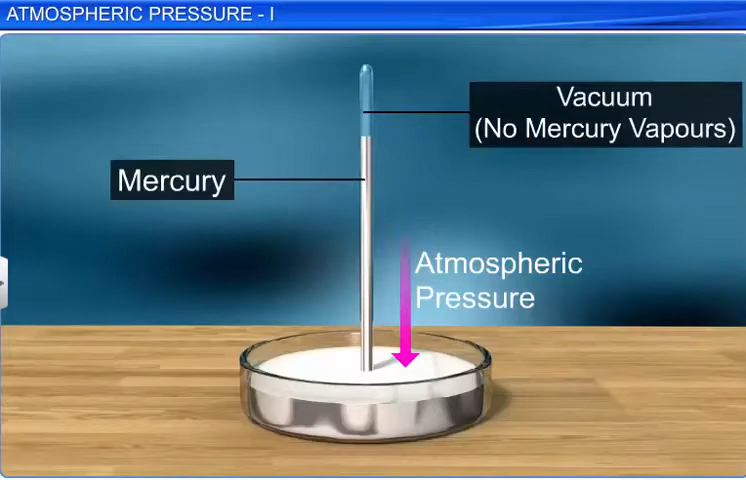 ATMOSPHERIC PRESSURE - I
Vacuum
(No Mercury Vapours)
Mercury
Atmospheric
Pressure